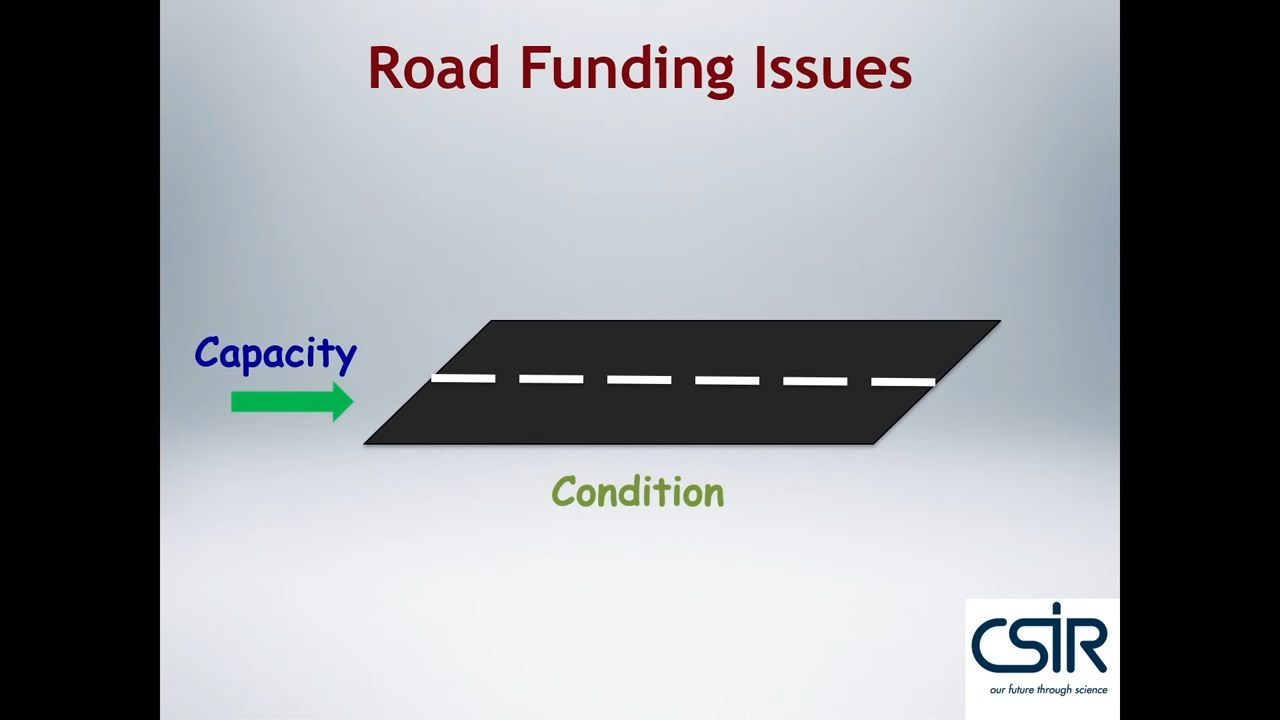 Road Funding Issues
Capacity
Condition
CSIR
our future through science